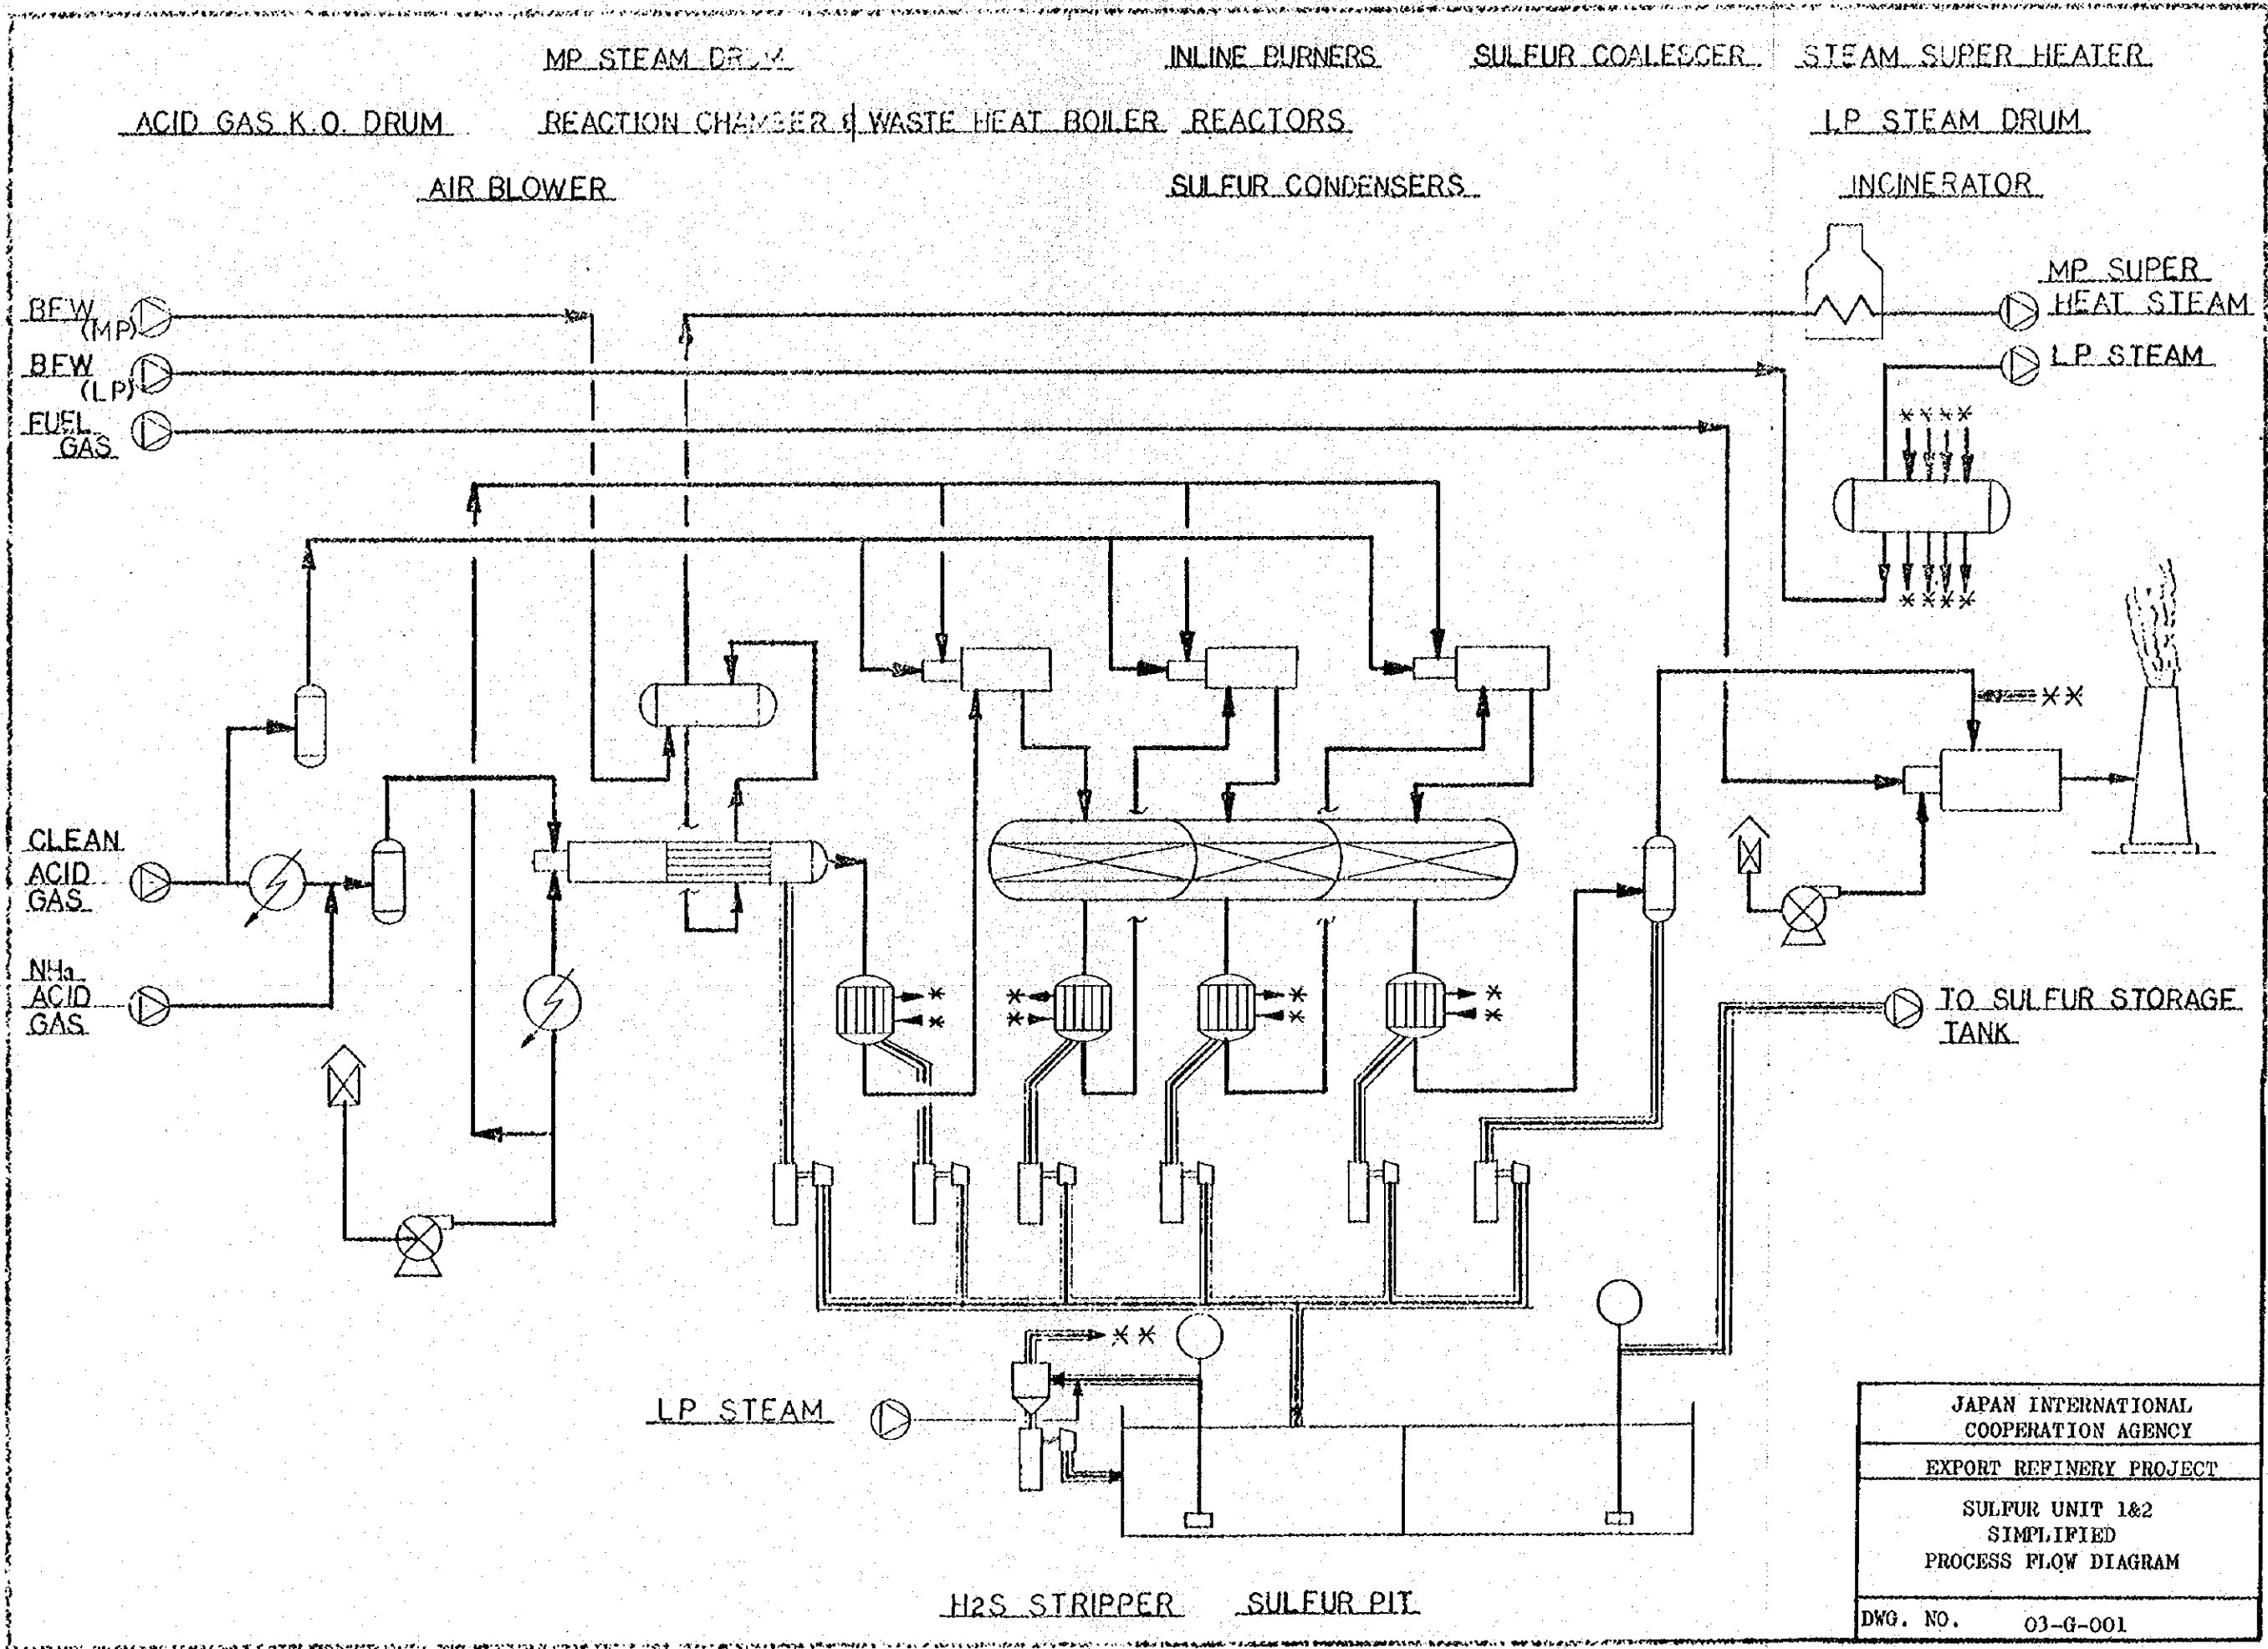 MP STEAM DRUM
INLINE BURNERS
SULFUR COALESCER
STEAM SUPER HEATER
ACID GAS K.O. DRUM
REACTION CHAMBER & WASTE HEAT BOILER
REACTORS
LP STEAM DRUM
AIR BLOWER
SULFUR CONDENSERS
INCINERATOR
BFW
(MP)
BFW
(LP)
FUEL
GAS
MP SUPER
HEAT STEAM
LP STEAM
* * * *
* * * *
* *
CLEAN
ACID
GAS
NH3
ACID
GAS
* * * *
* * * *
TO SULFUR STORAGE
TANK
* *
LP STEAM
H2S STRIPPER
SULFUR PIT
JAPAN INTERNATIONAL
COOPERATION AGENCY
EXPORT REFINERY PROJECT
SULFUR UNIT 1&2
SIMPLIFIED
PROCESS FLOW DIAGRAM
DWG. NO. 03-G-001